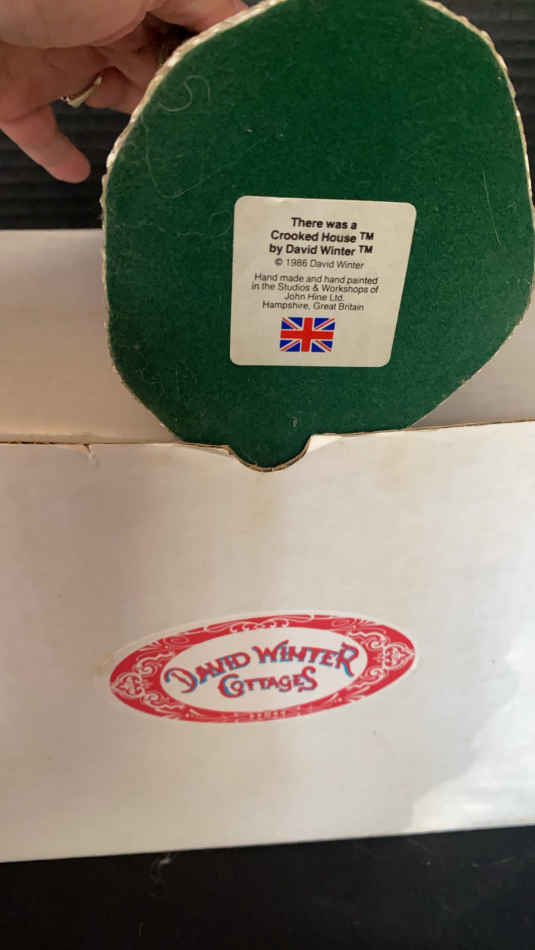 There was a
Crooked House ™
by David Winter ™
© 1986 David Winter
Hand made and hand painted
in the Studios & Workshops of
John Hine Ltd.
Hampshire, Great Britain
DAVID WINTER
COTTAGES